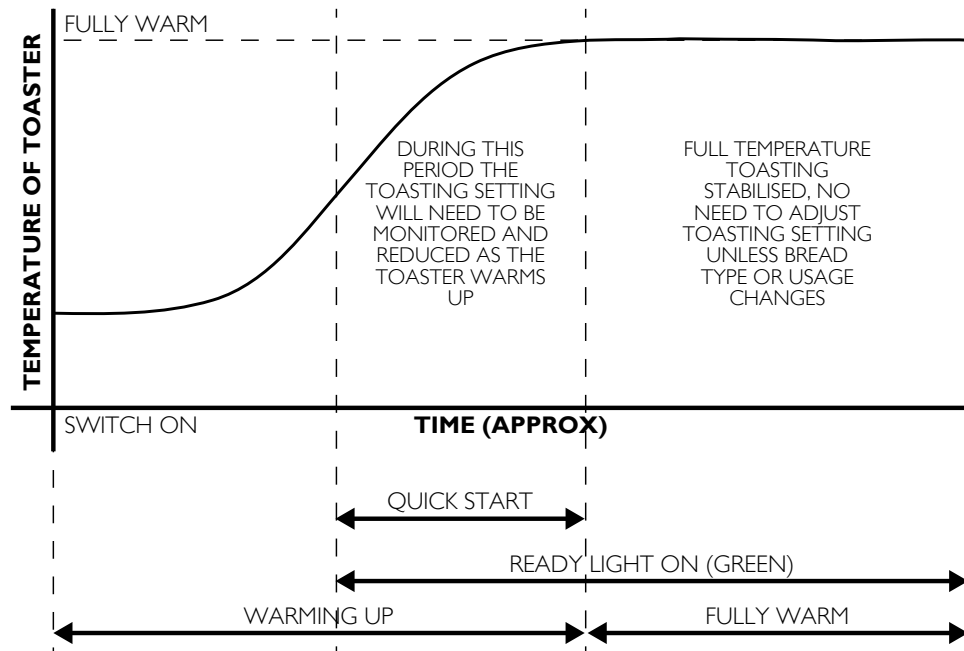 FULLY WARM
TEMPERATURE OF TOASTER
DURING THIS
PERIOD THE
TOASTING SETTING
WILL NEED TO BE
MONITORED AND
REDUCED AS THE
TOASTER WARMS
UP
FULL TEMPERATURE
TOASTING
STABILISED, NO
NEED TO ADJUST
TOASTING SETTING
UNLESS BREAD
TYPE OR USAGE
CHANGES
SWITCH ON
TIME (APPROX)
QUICK START
READY LIGHT ON (GREEN)
WARMING UP
FULLY WARM